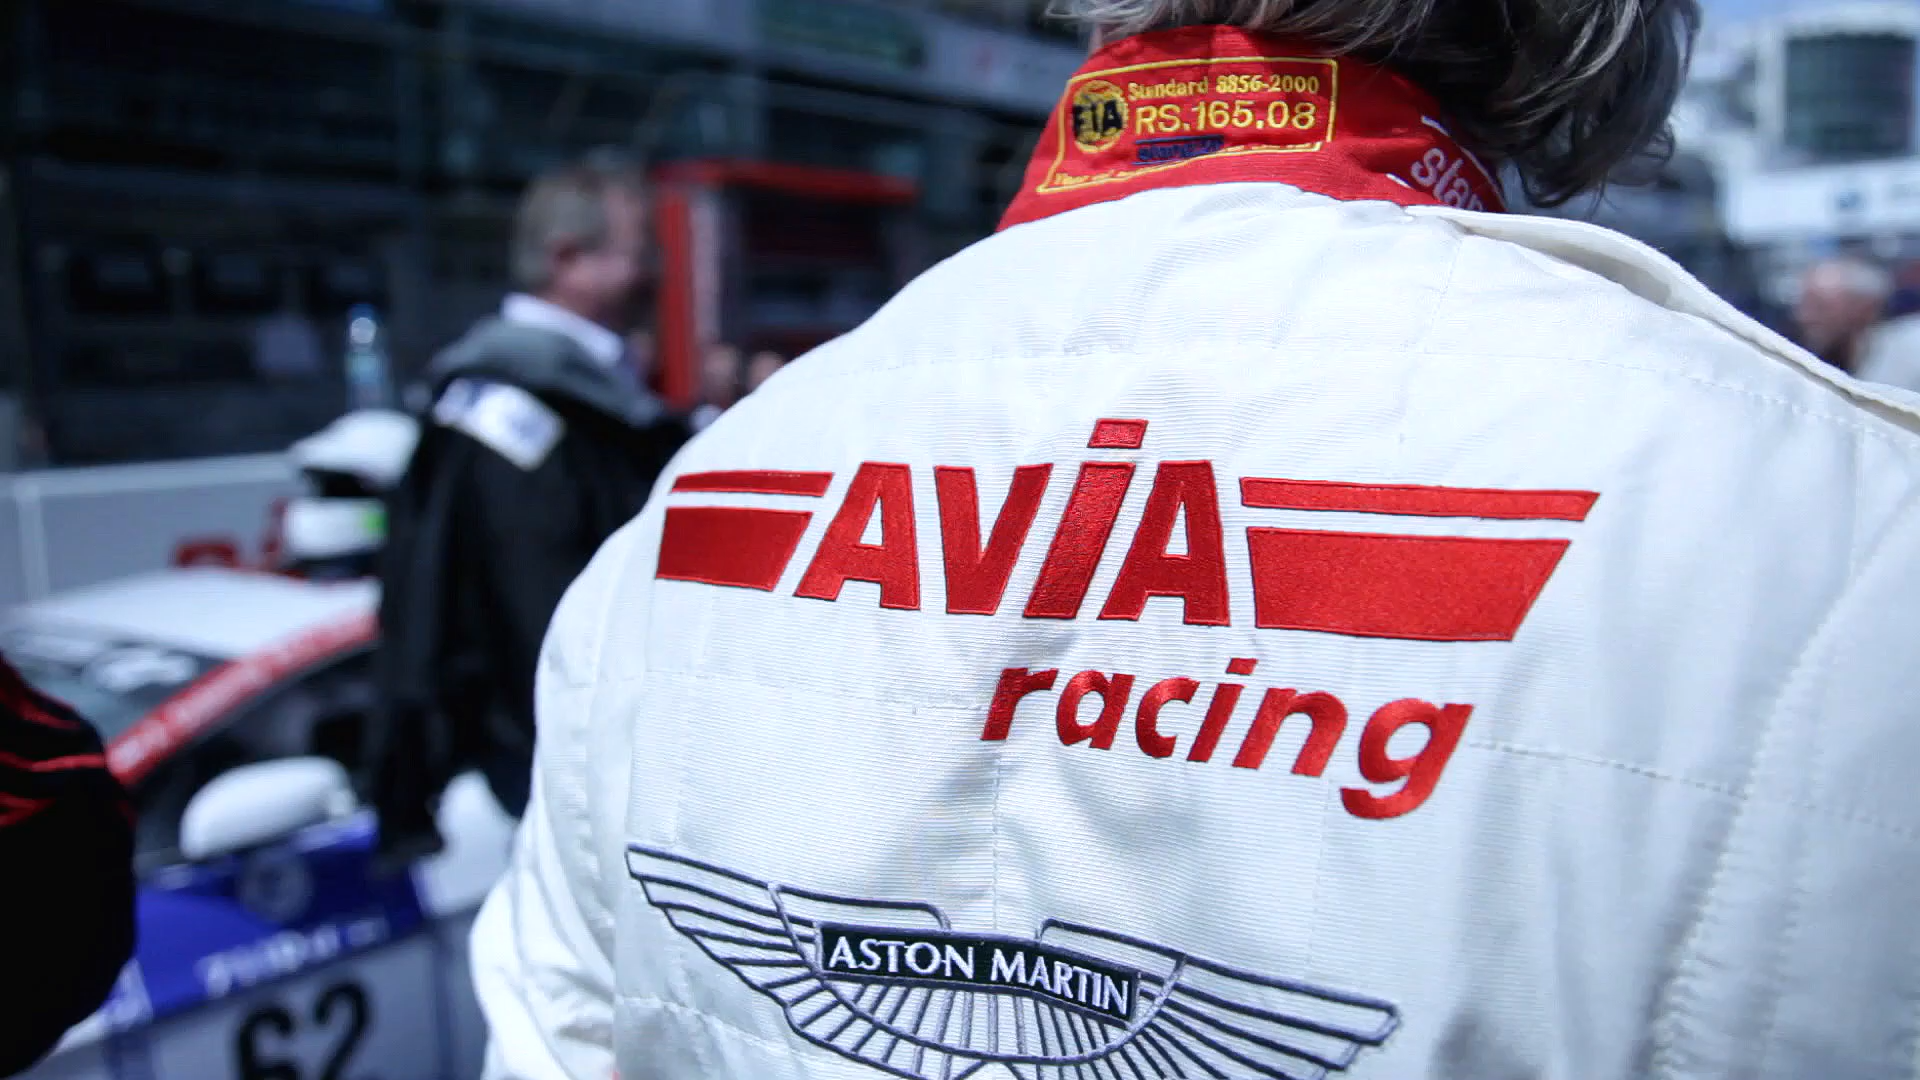 FIA
Standard 8856-2000
RS.165.08
AViA
racing
ASTON MARTIN
62